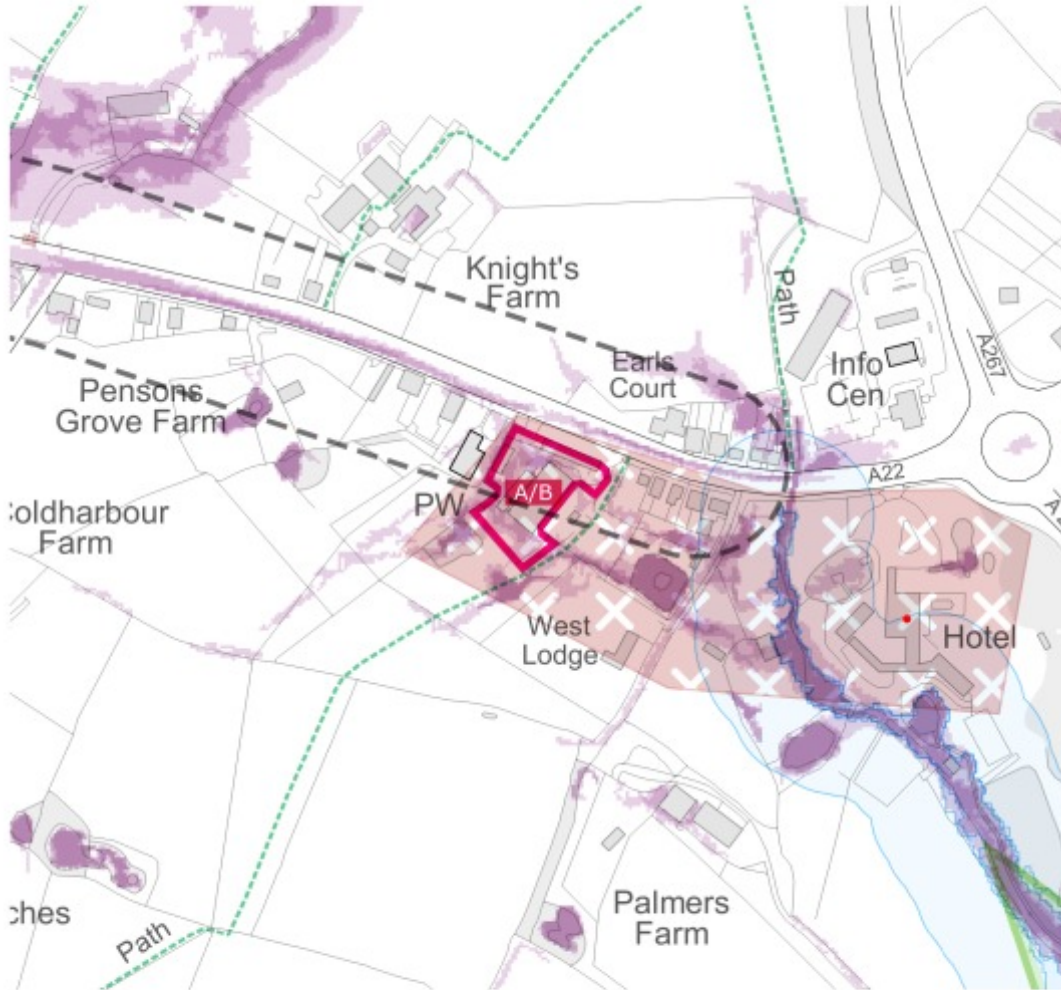 Knight's
Farm
Path
Earls
Court
Info
Cen
A267
Pensons
Grove Farm
A22
A/B
PW
oldharbour
Farm
West
Lodge
Hotel
Palmers
Farm
ches
Path